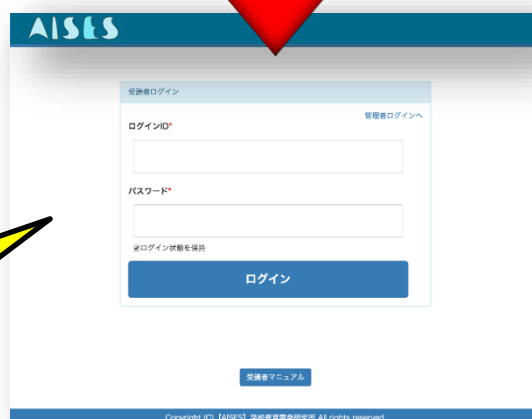 AISES
受講者ログイン
管理者ログインへ
ログインID*
パスワード*
ログイン状態を保持
ログイン
受講者マニュアル
Copyright (C) 【AISES】学校教育開発研究所 All rights reserved.